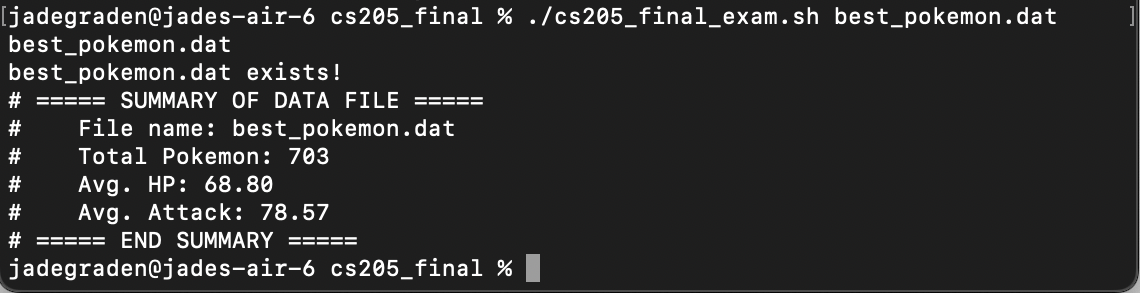 [jadegraden@jades-air-6 cs205_final % ./cs205_final_exam.sh best_pokemon.dat ]
best_pokemon.dat
best_pokemon.dat exists!
# ===== SUMMARY OF DATA FILE =====
#    File name: best_pokemon.dat
#    Total Pokemon: 703
#    Avg. HP: 68.80
#    Avg. Attack: 78.57
# ===== END SUMMARY =====
jadegraden@jades-air-6 cs205_final %